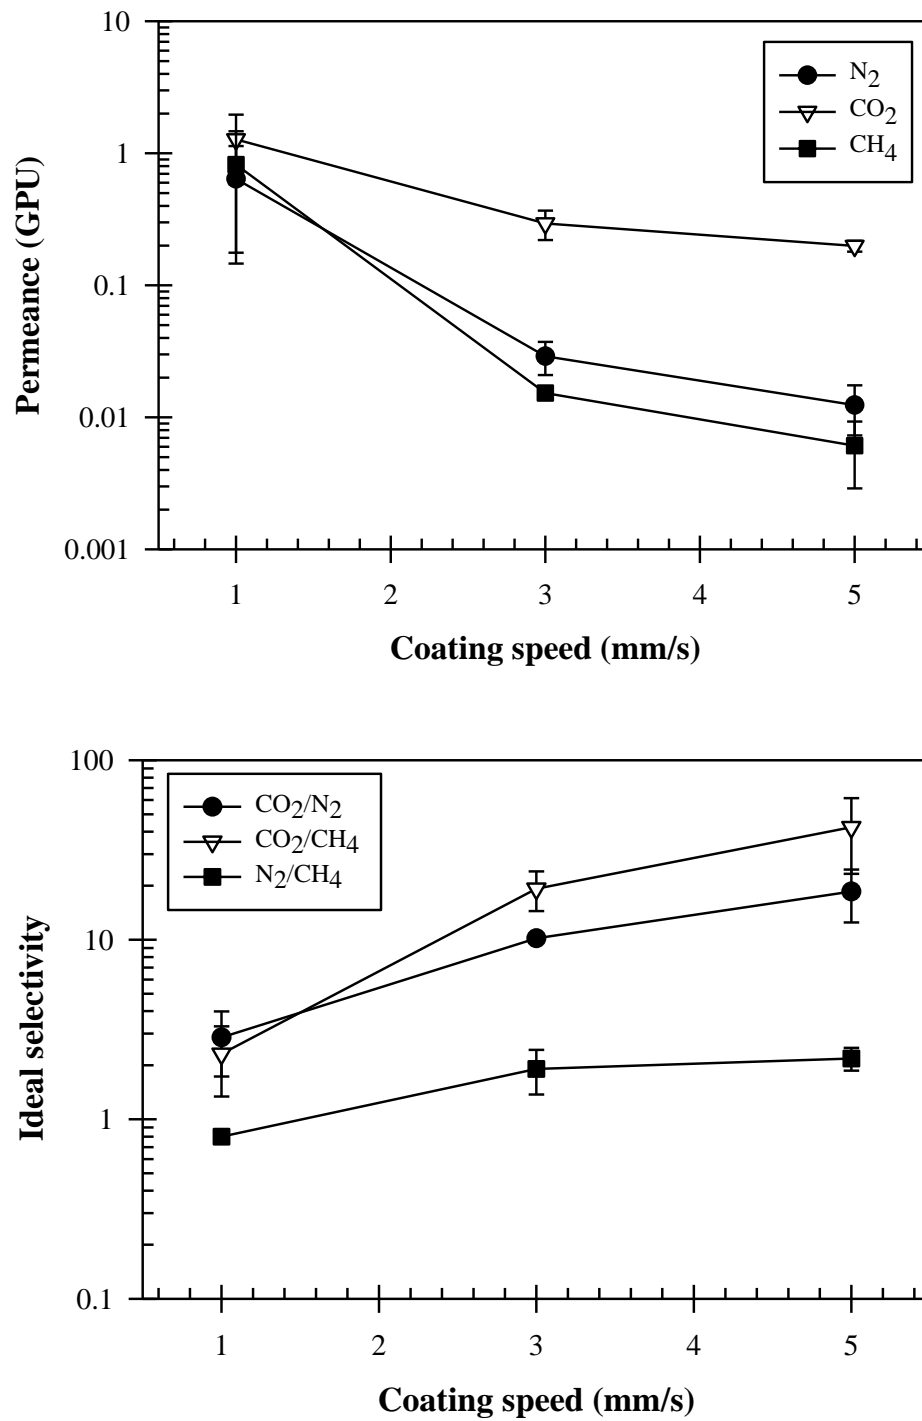 10
1
0.1
0.01
0.001
Permeance (GPU)
N2
CO2
CH4
1 2 3 4 5
Coating speed (mm/s)
100
10
1
0.1
Ideal selectivity
CO2/N2
CO2/CH4
N2/CH4
1 2 3 4 5
Coating speed (mm/s)